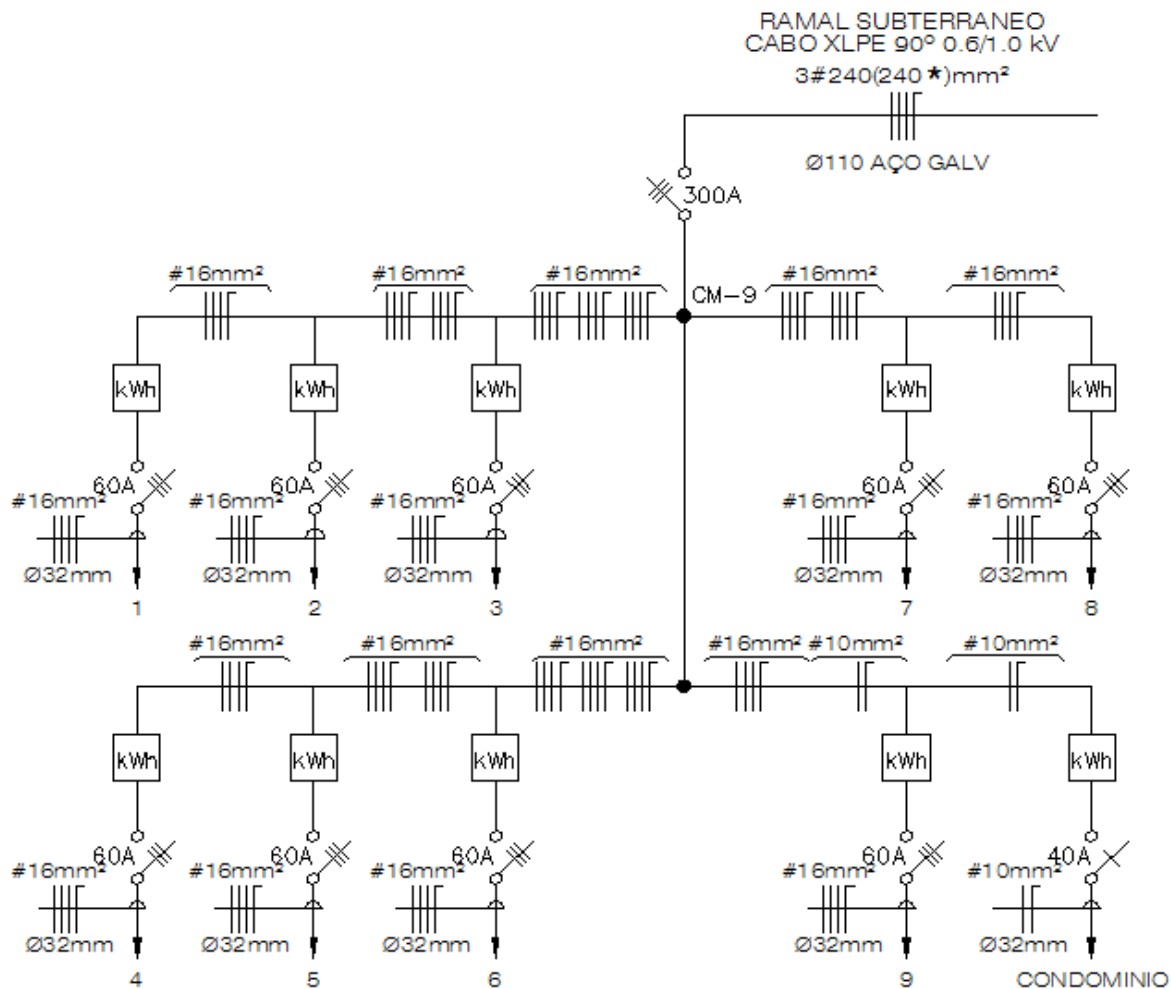 RAMAL SUBTERRANEO
CABO XLPE 90º 0.6/1.0 kV
3#240(240 *)mm²
Ø110 AÇO GALV
300A
CM-9
#16mm² #16mm² #16mm² #16mm² #16mm²
kWh kWh kWh kWh kWh
60A 60A 60A 60A 60A
#16mm² #16mm² #16mm² #16mm² #16mm²
Ø32mm Ø32mm Ø32mm Ø32mm Ø32mm
1 2 3 7 8
#16mm² #16mm² #16mm² #16mm² #10mm² #10mm²
kWh kWh kWh kWh kWh
60A 60A 60A 60A 40A
#16mm² #16mm² #16mm² #16mm² #10mm²
Ø32mm Ø32mm Ø32mm Ø32mm Ø32mm
4 5 6 9 CONDOMINIO